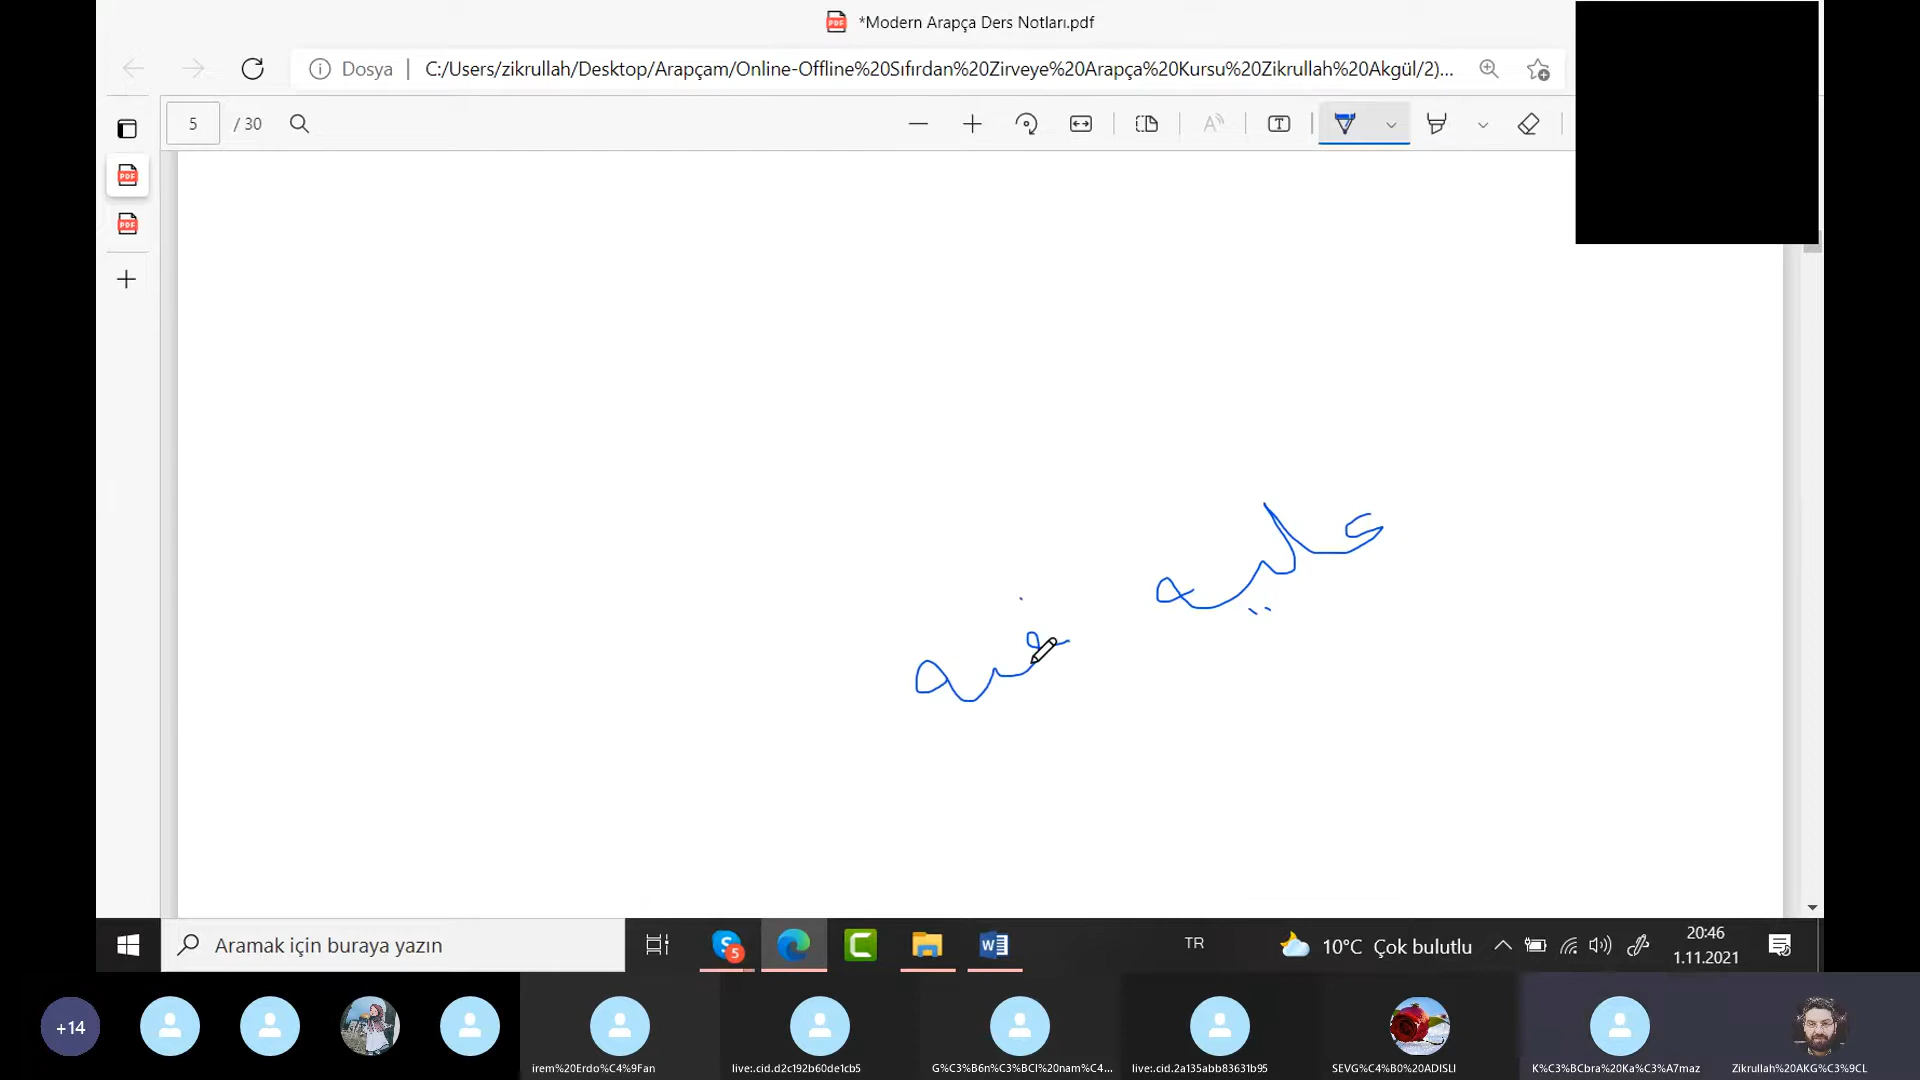 *Modern Arapça Ders Notları.pdf
Dosya | C:/Users/zikrullah/Desktop/Arapçam/Online-Offline%20Sıfırdan%20Zirveye%20Arapça%20Kursu%20Zikrullah%20Akgül/2)...
5 / 30
عليه
Aramak için buraya yazın
5
TR
10°C Çok bulutlu
20:46
1.11.2021
+14
irem%20Erdo%C4%9Fan
live:.cid.d2c192b60de1cb5
G%C3%B6n%C3%BCl%20nam%C4...
live:.cid.2a135abb83631b95
SEVG%C4%B0 ADISLI
K%C3%BCbra%20Ka%C3%A7maz
Zikrullah%20AKG%C3%9CL